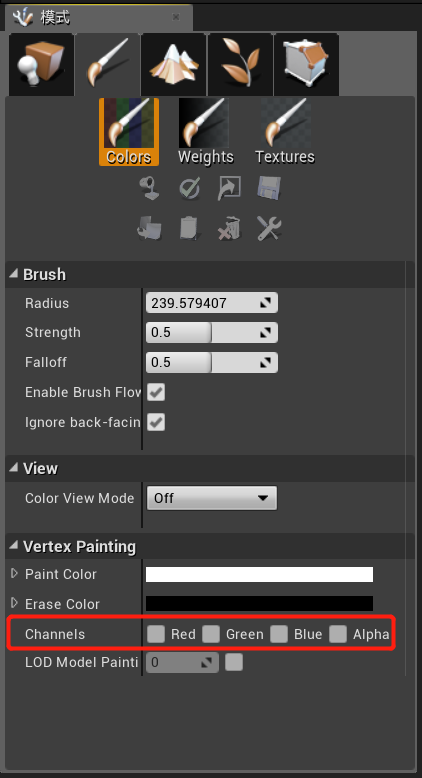 模式
Colors Weights Textures
Brush
Radius 239.579407
Strength 0.5
Falloff 0.5
Enable Brush Flow
Ignore back-facin
View
Color View Mode Off
Vertex Painting
Paint Color
Erase Color
Channels Red Green Blue Alpha
LOD Model Painti 0